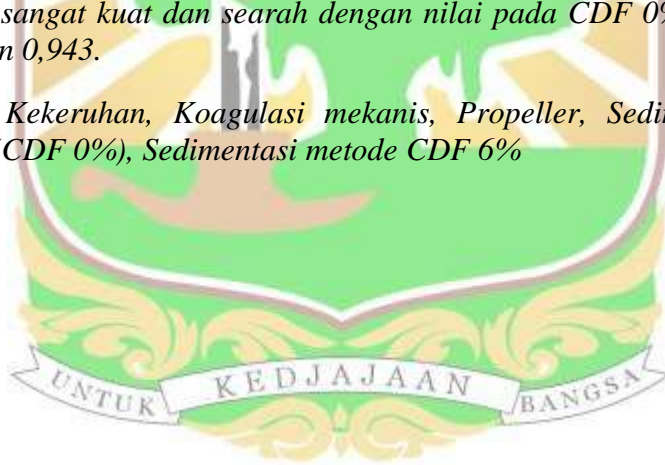 sangat kuat dan searah dengan nilai pada CDF 0%
n 0,943.
Kekeruhan, Koagulasi mekanis, Propeller, Sedi
(CDF 0%), Sedimentasi metode CDF 6%
UNTUK KEDJAJAAN BANGSA